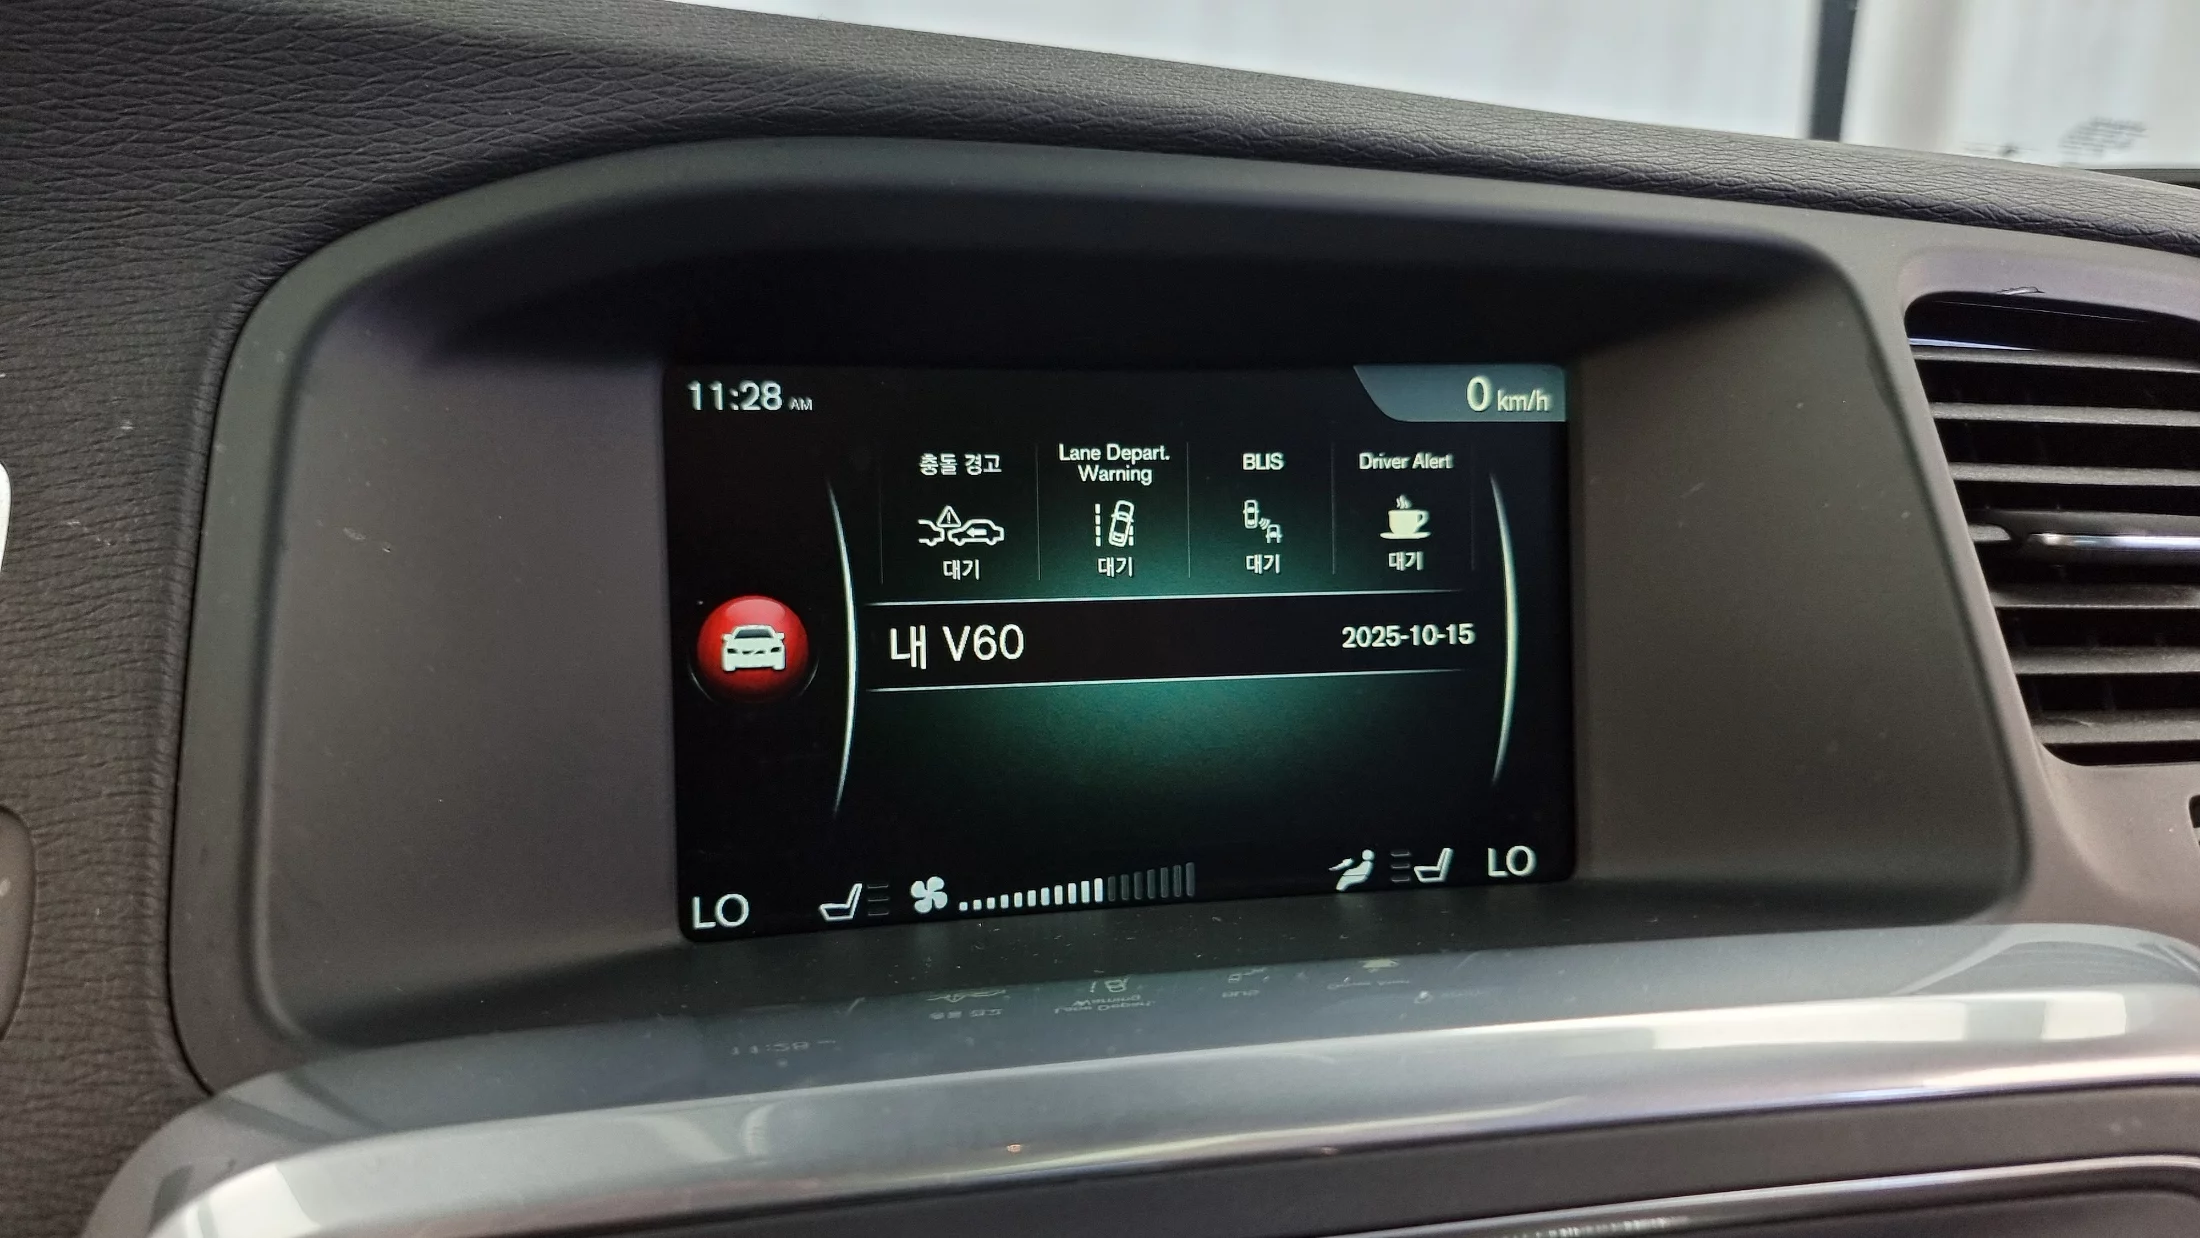 11:28 AM
0 km/h
충돌 경고
Lane Depart.
Warning
BLIS
Driver Alert
대기
대기
대기
대기
내 V60
2025-10-15
LO
LO